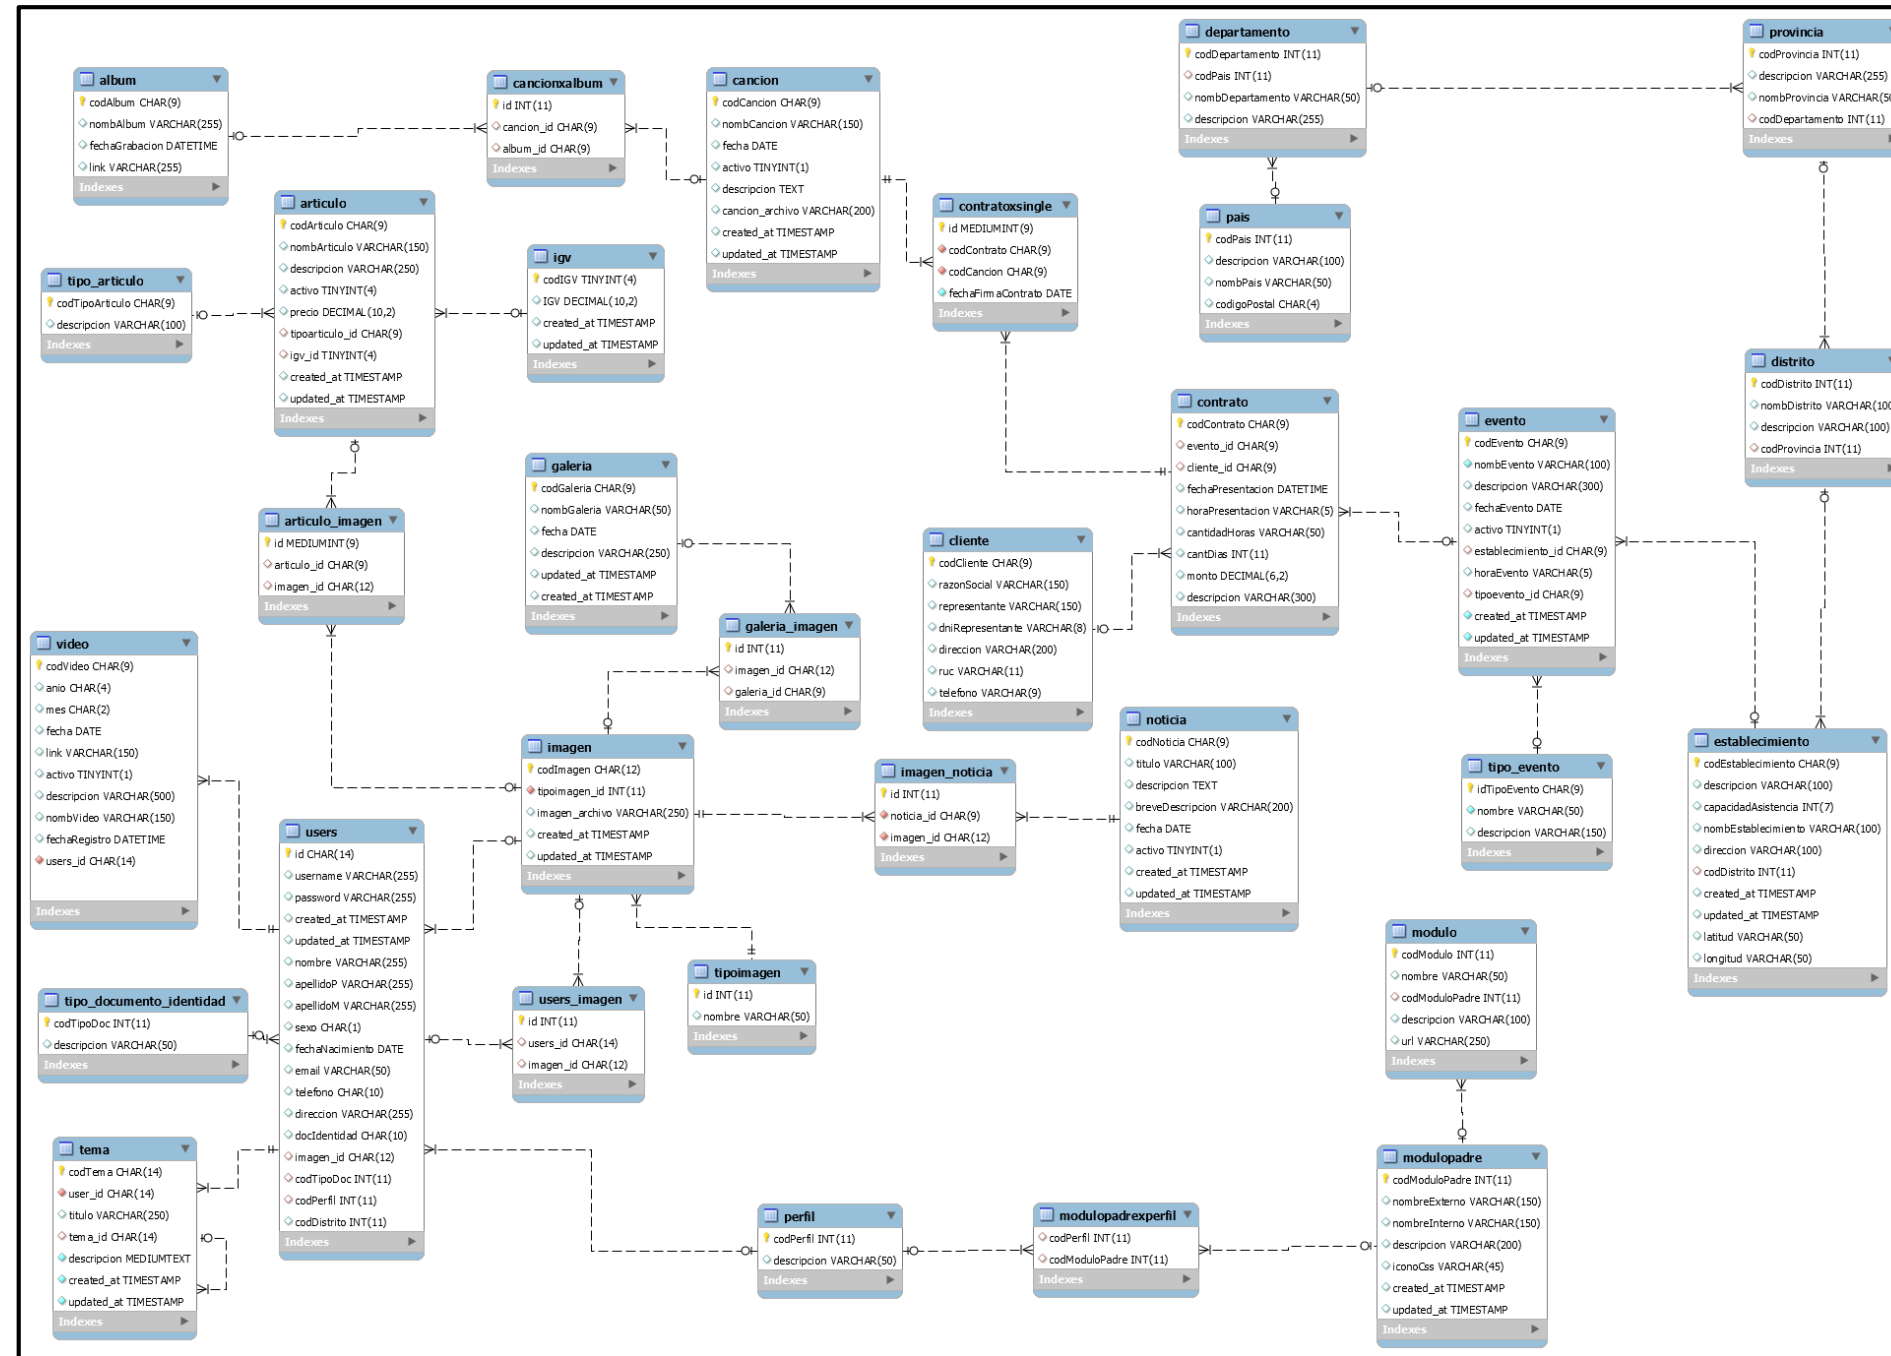 album
codAlbum CHAR(9)
nombAlbum VARCHAR(255)
fechaGrabacion DATETIME
link VARCHAR(255)
Indexes
cancionxalbum
id INT(11)
cancion_id CHAR(9)
album_id CHAR(9)
Indexes
cancion
codCancion CHAR(9)
nombCancion VARCHAR(150)
fecha DATE
activo TINYINT(1)
descripcion TEXT
cancion_archivo VARCHAR(200)
created_at TIMESTAMP
updated_at TIMESTAMP
Indexes
departamento
codDepartamento INT(11)
codPais INT(11)
nombDepartamento VARCHAR(50)
descripcion VARCHAR(255)
Indexes
provincia
codProvincia INT(11)
descripcion VARCHAR(255)
nombProvincia VARCHAR(50
codDepartamento INT(11)
Indexes
articulo
codArticulo CHAR(9)
nombArticulo VARCHAR(150)
descripcion VARCHAR(250)
activo TINYINT(4)
precio DECIMAL(10,2)
tipoarticulo_id CHAR(9)
igv_id TINYINT(4)
created_at TIMESTAMP
updated_at TIMESTAMP
Indexes
contratoxsingle
id MEDIUMINT(9)
codContrato CHAR(9)
codCancion CHAR(9)
fechaFirmaContrato DATE
Indexes
pais
codPais INT(11)
descripcion VARCHAR(100)
nombPais VARCHAR(50)
codigoPostal CHAR(4)
Indexes
igv
codIGV TINYINT(4)
IGV DECIMAL(10,2)
created_at TIMESTAMP
updated_at TIMESTAMP
Indexes
tipo_articulo
codTipoArticulo CHAR(9)
descripcion VARCHAR(100)
Indexes
distrito
codDistrito INT(11)
nombDistrito VARCHAR(100
descripcion VARCHAR(100)
codProvincia INT(11)
Indexes
contrato
codContrato CHAR(9)
evento_id CHAR(9)
cliente_id CHAR(9)
fechaPresentacion DATETIME
horaPresentacion VARCHAR(5)
cantidadHoras VARCHAR(50)
cantDias INT(11)
monto DECIMAL(6,2)
descripcion VARCHAR(300)
Indexes
evento
codEvento CHAR(9)
nombEvento VARCHAR(100)
descripcion VARCHAR(300)
fechaEvento DATE
activo TINYINT(1)
establecimiento_id CHAR(9)
horaEvento VARCHAR(5)
tipoevento_id CHAR(9)
created_at TIMESTAMP
updated_at TIMESTAMP
Indexes
galeria
codGaleria CHAR(9)
nombGaleria VARCHAR(50)
fecha DATE
descripcion VARCHAR(250)
updated_at TIMESTAMP
created_at TIMESTAMP
Indexes
articulo_imagen
id MEDIUMINT(9)
articulo_id CHAR(9)
imagen_id CHAR(12)
Indexes
cliente
codCliente CHAR(9)
razonSocial VARCHAR(150)
representante VARCHAR(150)
dniRepresentante VARCHAR(8)
direccion VARCHAR(200)
ruc VARCHAR(11)
telefono VARCHAR(9)
Indexes
galeria_imagen
id INT(11)
imagen_id CHAR(12)
galeria_id CHAR(9)
Indexes
video
codVideo CHAR(9)
anio CHAR(4)
mes CHAR(2)
fecha DATE
link VARCHAR(150)
activo TINYINT(1)
descripcion VARCHAR(500)
nombVideo VARCHAR(150)
fechaRegistro DATETIME
users_id CHAR(14)
Indexes
noticia
codNoticia CHAR(9)
titulo VARCHAR(100)
descripcion TEXT
breveDescripcion VARCHAR(200)
fecha DATE
activo TINYINT(1)
created_at TIMESTAMP
updated_at TIMESTAMP
Indexes
imagen
codImagen CHAR(12)
tipoimagen_id INT(11)
imagen_archivo VARCHAR(250)
created_at TIMESTAMP
updated_at TIMESTAMP
Indexes
imagen_noticia
id INT(11)
noticia_id CHAR(9)
imagen_id CHAR(12)
Indexes
tipo_evento
idTipoEvento CHAR(9)
nombre VARCHAR(50)
descripcion VARCHAR(150)
Indexes
establecimiento
codEstablecimiento CHAR(9)
descripcion VARCHAR(100)
capacidadAsistencia INT(7)
nombEstablecimiento VARCHAR(100)
direccion VARCHAR(100)
codDistrito INT(11)
created_at TIMESTAMP
updated_at TIMESTAMP
latitud VARCHAR(50)
longitud VARCHAR(50)
Indexes
users
id CHAR(14)
username VARCHAR(255)
password VARCHAR(255)
created_at TIMESTAMP
updated_at TIMESTAMP
nombre VARCHAR(255)
apellidoP VARCHAR(255)
apellidoM VARCHAR(255)
sexo CHAR(1)
fechaNacimiento DATE
email VARCHAR(50)
telefono CHAR(10)
direccion VARCHAR(255)
docIdentidad CHAR(10)
imagen_id CHAR(12)
codTipoDoc INT(11)
codPerfil INT(11)
codDistrito INT(11)
Indexes
modulo
codModulo INT(11)
nombre VARCHAR(50)
codModuloPadre INT(11)
descripcion VARCHAR(100)
url VARCHAR(250)
Indexes
tipoimagen
id INT(11)
nombre VARCHAR(50)
Indexes
tipo_documento_identidad
codTipoDoc INT(11)
descripcion VARCHAR(50)
Indexes
users_imagen
id INT(11)
users_id CHAR(14)
imagen_id CHAR(12)
Indexes
tema
codTema CHAR(14)
user_id CHAR(14)
titulo VARCHAR(250)
tema_id CHAR(14)
descripcion MEDIUMTEXT
created_at TIMESTAMP
updated_at TIMESTAMP
Indexes
modulopadre
codModuloPadre INT(11)
nombreExterno VARCHAR(150)
nombreInterno VARCHAR(150)
descripcion VARCHAR(200)
iconoCss VARCHAR(45)
created_at TIMESTAMP
updated_at TIMESTAMP
Indexes
perfil
codPerfil INT(11)
descripcion VARCHAR(50)
Indexes
modulopadrexperfil
codPerfil INT(11)
codModuloPadre INT(11)
Indexes